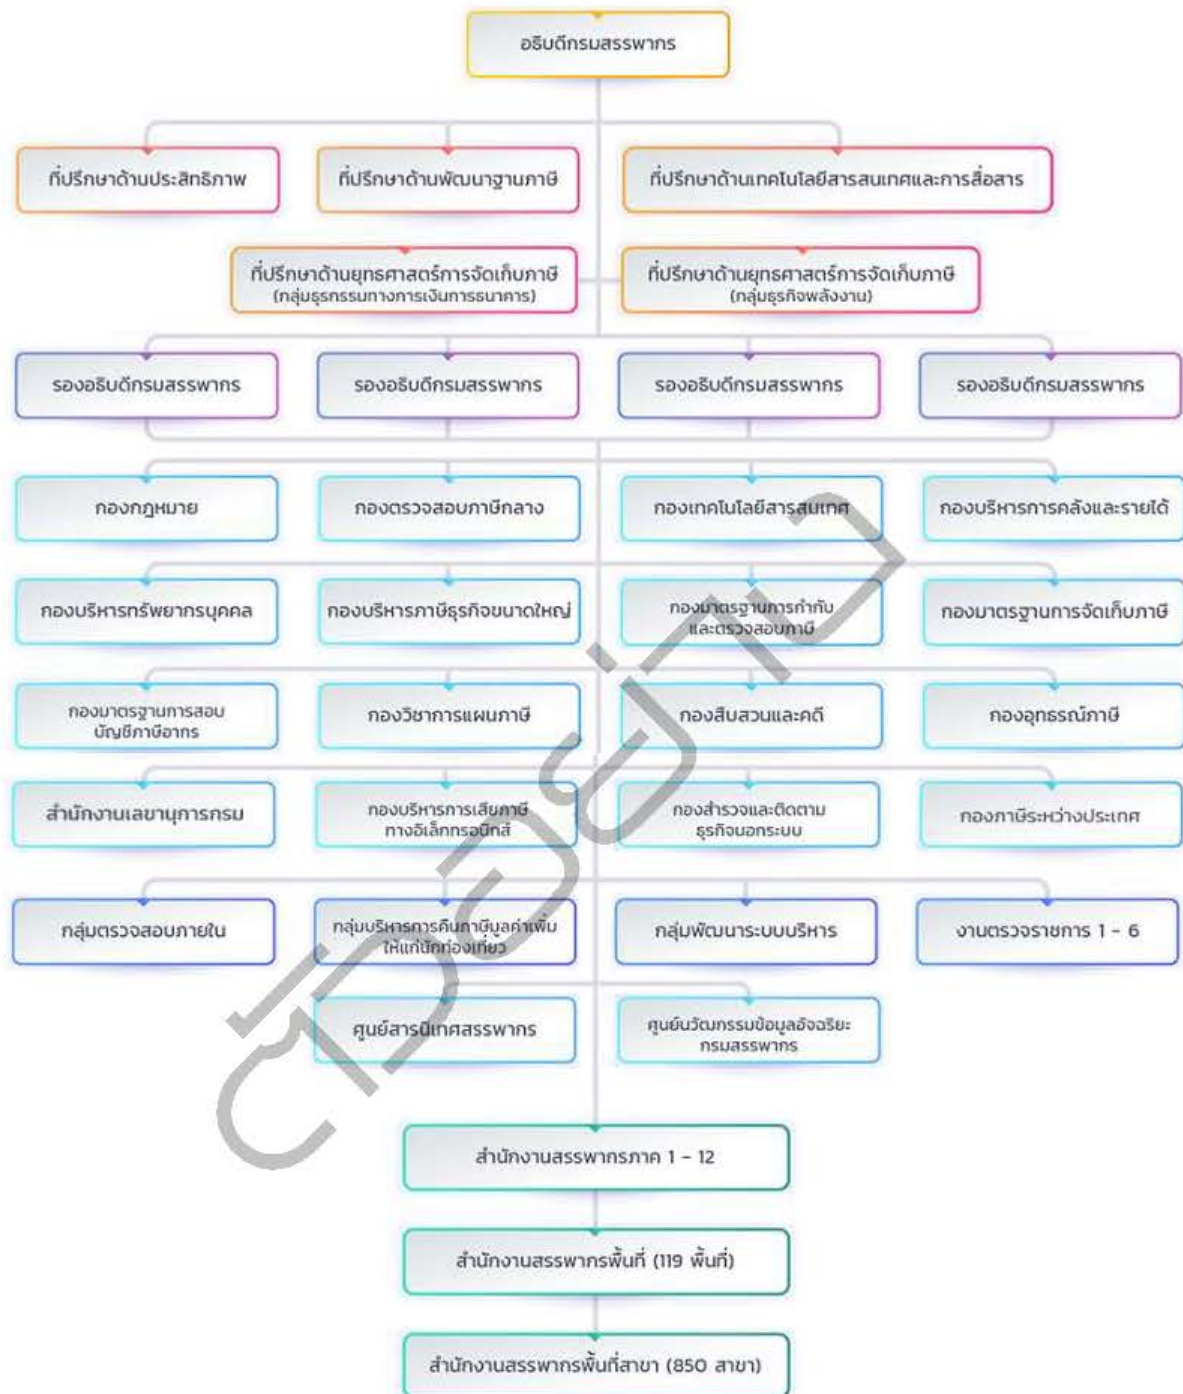 อธิบดีกรมสรรพากร
ที่ปรึกษาด้านประสิทธิภาพ
ที่ปรึกษาด้านพัฒนาฐานภาษี
ที่ปรึกษาด้านเทคโนโลยีสารสนเทศและการสื่อสาร
ที่ปรึกษาด้านยุทธศาสตร์การจัดเก็บภาษี
(กลุ่มธุรกรรมทางการเงินการธนาคาร)
ที่ปรึกษาด้านยุทธศาสตร์การจัดเก็บภาษี
(กลุ่มธุรกิจพลังงาน)
รองอธิบดีกรมสรรพากร
รองอธิบดีกรมสรรพากร
รองอธิบดีกรมสรรพากร
รองอธิบดีกรมสรรพากร
กองกฎหมาย
กองตรวจสอบภาษีกลาง
กองเทคโนโลยีสารสนเทศ
กองบริหารการคลังและรายได้
กองบริหารทรัพยากรบุคคล
กองบริหารภาษีธุรกิจขนาดใหญ่
กองมาตรฐานการกำกับ
และตรวจสอบภาษี
กองมาตรฐานการจัดเก็บภาษี
กองมาตรฐานการสอบ
บัญชีภาษีอากร
กองวิชาการแผนภาษี
กองสืบสวนและคดี
กองอุทธรณ์ภาษี
สำนักงานเลขานุการกรม
กองบริหารการเสียภาษี
ทางอิเล็กทรอนิกส์
กองสำรวจและติดตาม
ธุรกิจนอกระบบ
กองภาษีระหว่างประเทศ
กลุ่มตรวจสอบภายใน
กลุ่มบริหารการคืนภาษีมูลค่าเพิ่ม
ให้แก่นักท่องเที่ยว
กลุ่มพัฒนาระบบบริหาร
งานตรวจราชการ 1 - 6
ศูนย์สารนิเทศสรรพากร
ศูนย์นวัฒกรรมข้อมูลอัจฉริยะ
กรมสรรพากร
สำนักงานสรรพากรภาค 1 - 12
สำนักงานสรรพากรพื้นที่ (119 พื้นที่)
สำนักงานสรรพากรพื้นที่สาขา (850 สาขา)
ตัวอย่าง